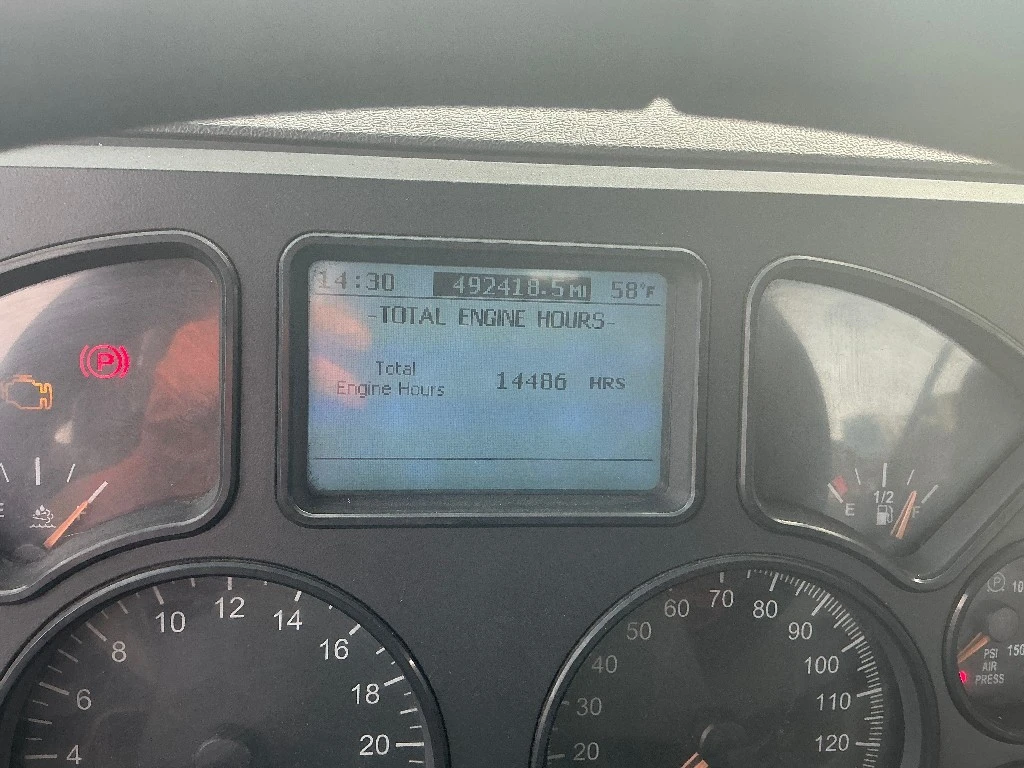 14:30 492418.5 MI 58°F
-TOTAL ENGINE HOURS-
Total
Engine Hours 14486 HRS
P
E
E 1/2 F
4 6 8 10 12 14 16 18 20
20 30 40 50 60 70 80 90 100 110 120
P
150
PSI
AIR
PRESS